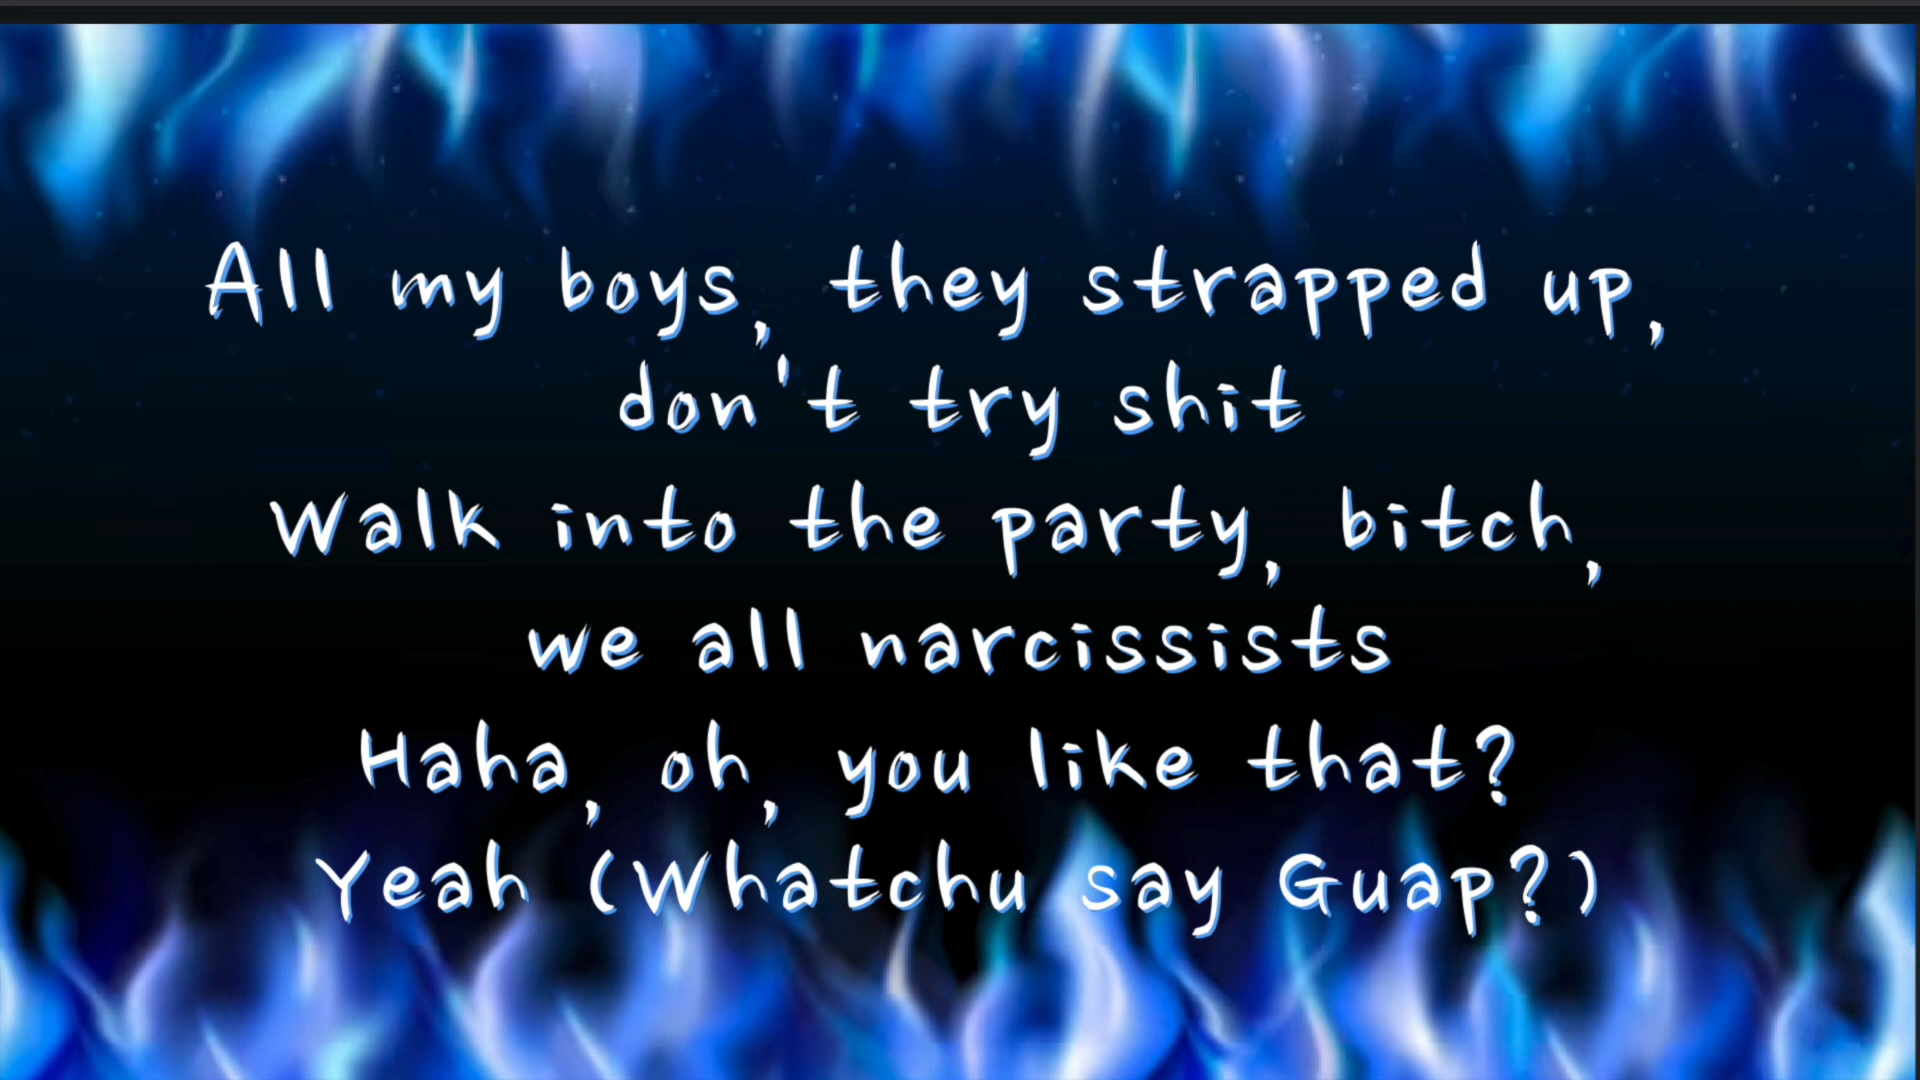 All my boys, they strapped up,
don't try shit
Walk into the party, bitch,
we all narcissists
Haha, oh, you like that?
Yeah (Whatchu say Guap?)